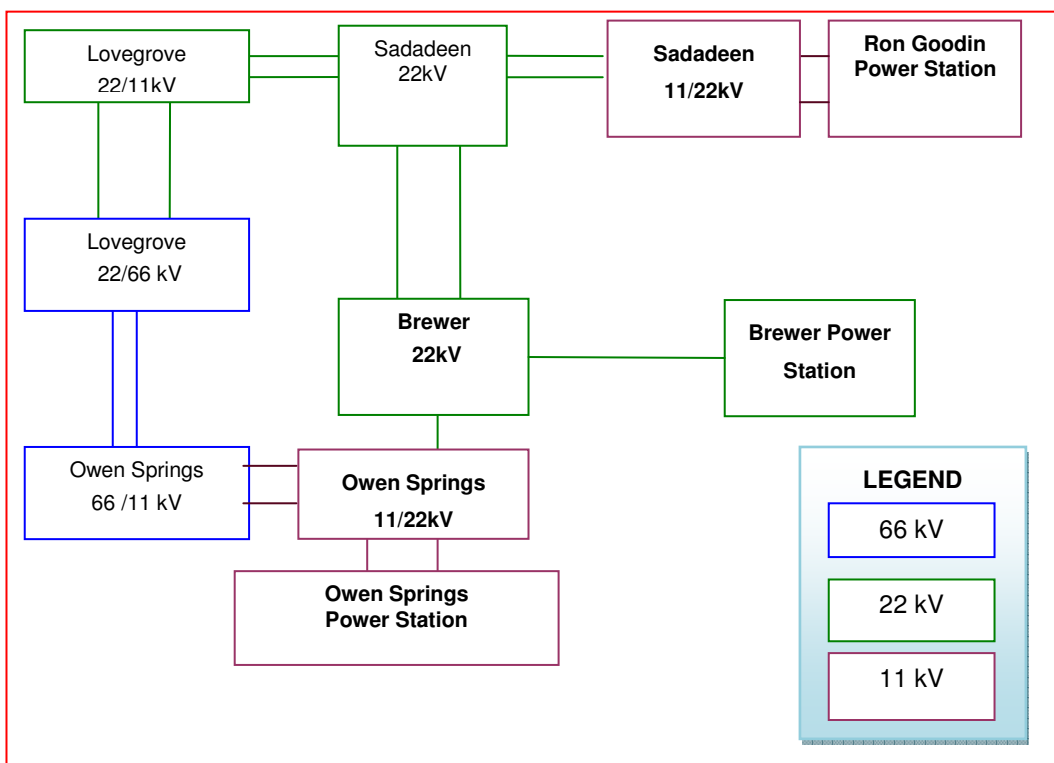 Lovegrove
22/11kV
Sadadeen
22kV
Sadadeen
11/22kV
Ron Goodin
Power Station
Lovegrove
22/66 kV
Brewer
22kV
Brewer Power
Station
Owen Springs
66 /11 kV
Owen Springs
11/22kV
Owen Springs
Power Station
LEGEND
66 kV
22 kV
11 kV